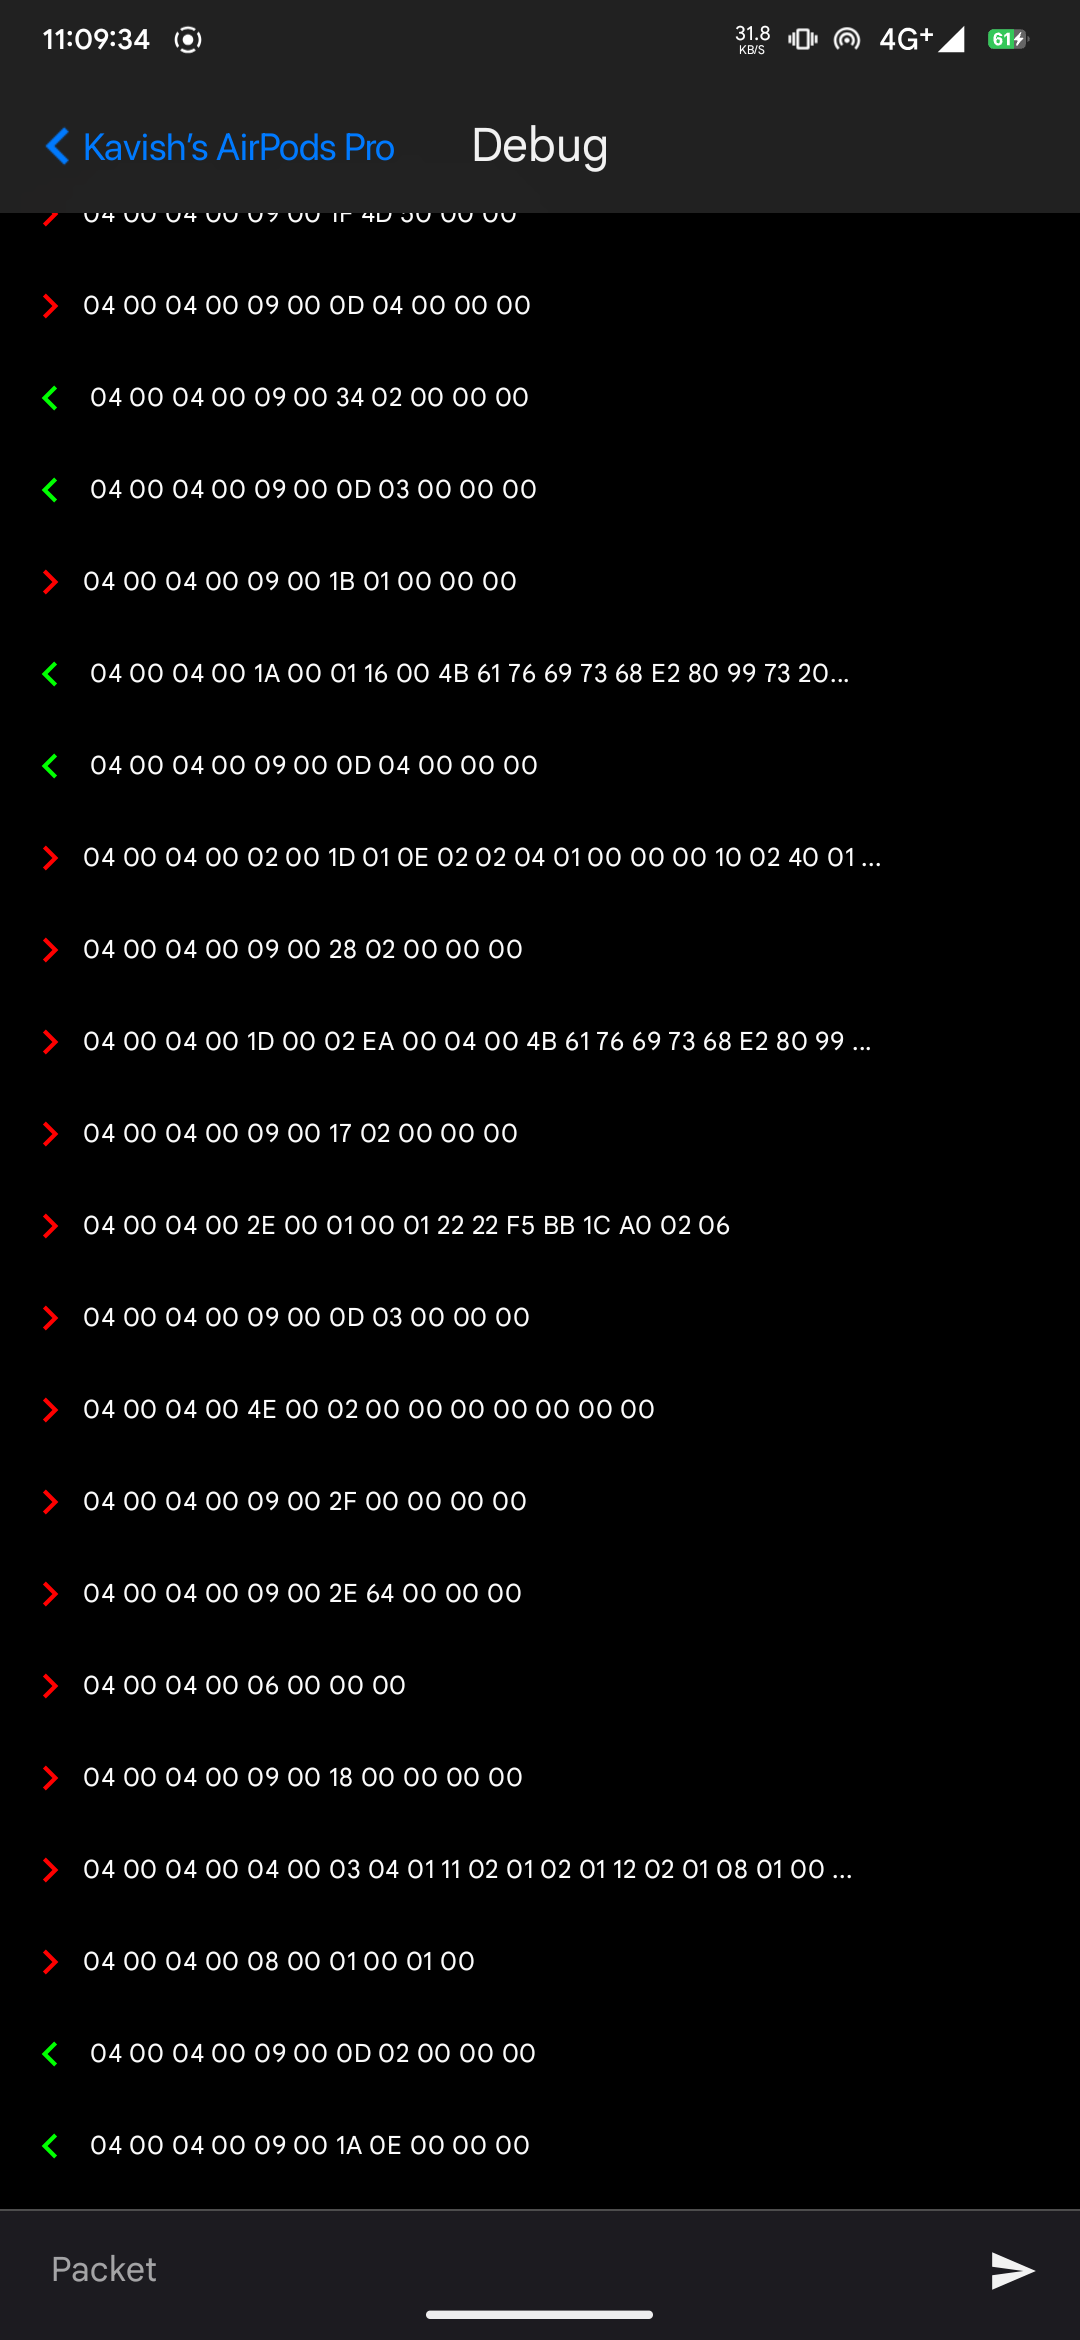 11:09:34
31.8
KB/S
4G+
61
Kavish’s AirPods Pro
Debug
04 00 04 00 09 00 1F 4D 50 00 00
04 00 04 00 09 00 0D 04 00 00 00
04 00 04 00 09 00 34 02 00 00 00
04 00 04 00 09 00 0D 03 00 00 00
04 00 04 00 09 00 1B 01 00 00 00
04 00 04 00 1A 00 01 16 00 4B 61 76 69 73 68 E2 80 99 73 20...
04 00 04 00 09 00 0D 04 00 00 00
04 00 04 00 02 00 1D 01 0E 02 02 04 01 00 00 00 10 02 40 01 ...
04 00 04 00 09 00 28 02 00 00 00
04 00 04 00 1D 00 02 EA 00 04 00 4B 61 76 69 73 68 E2 80 99 ...
04 00 04 00 09 00 17 02 00 00 00
04 00 04 00 2E 00 01 00 01 22 22 F5 BB 1C A0 02 06
04 00 04 00 09 00 0D 03 00 00 00
04 00 04 00 4E 00 02 00 00 00 00 00 00 00
04 00 04 00 09 00 2F 00 00 00 00
04 00 04 00 09 00 2E 64 00 00 00
04 00 04 00 06 00 00 00
04 00 04 00 09 00 18 00 00 00 00
04 00 04 00 04 00 03 04 01 11 02 01 02 01 12 02 01 08 01 00 ...
04 00 04 00 08 00 01 00 01 00
04 00 04 00 09 00 0D 02 00 00 00
04 00 04 00 09 00 1A 0E 00 00 00
Packet